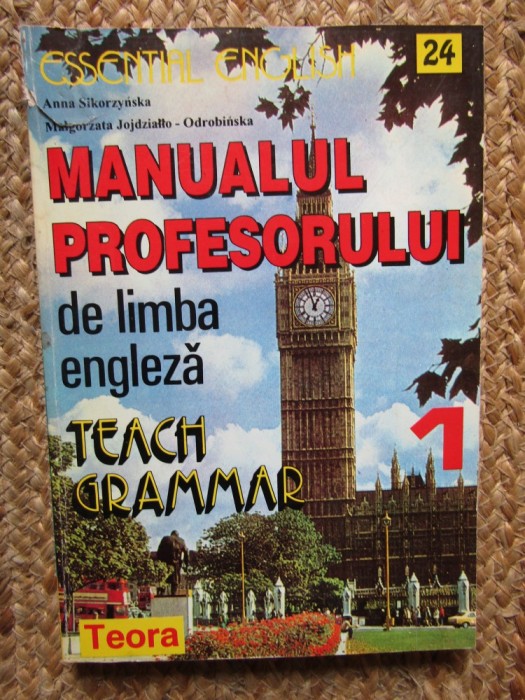 ESSENTIAL ENGLISH
24
Anna Sikorzyńska
Małgorzata Jojdziałło - Odrobińska
MANUALUL
PROFESORULUI
de limba
engleză
TEACH
GRAMMAR
1
Teora